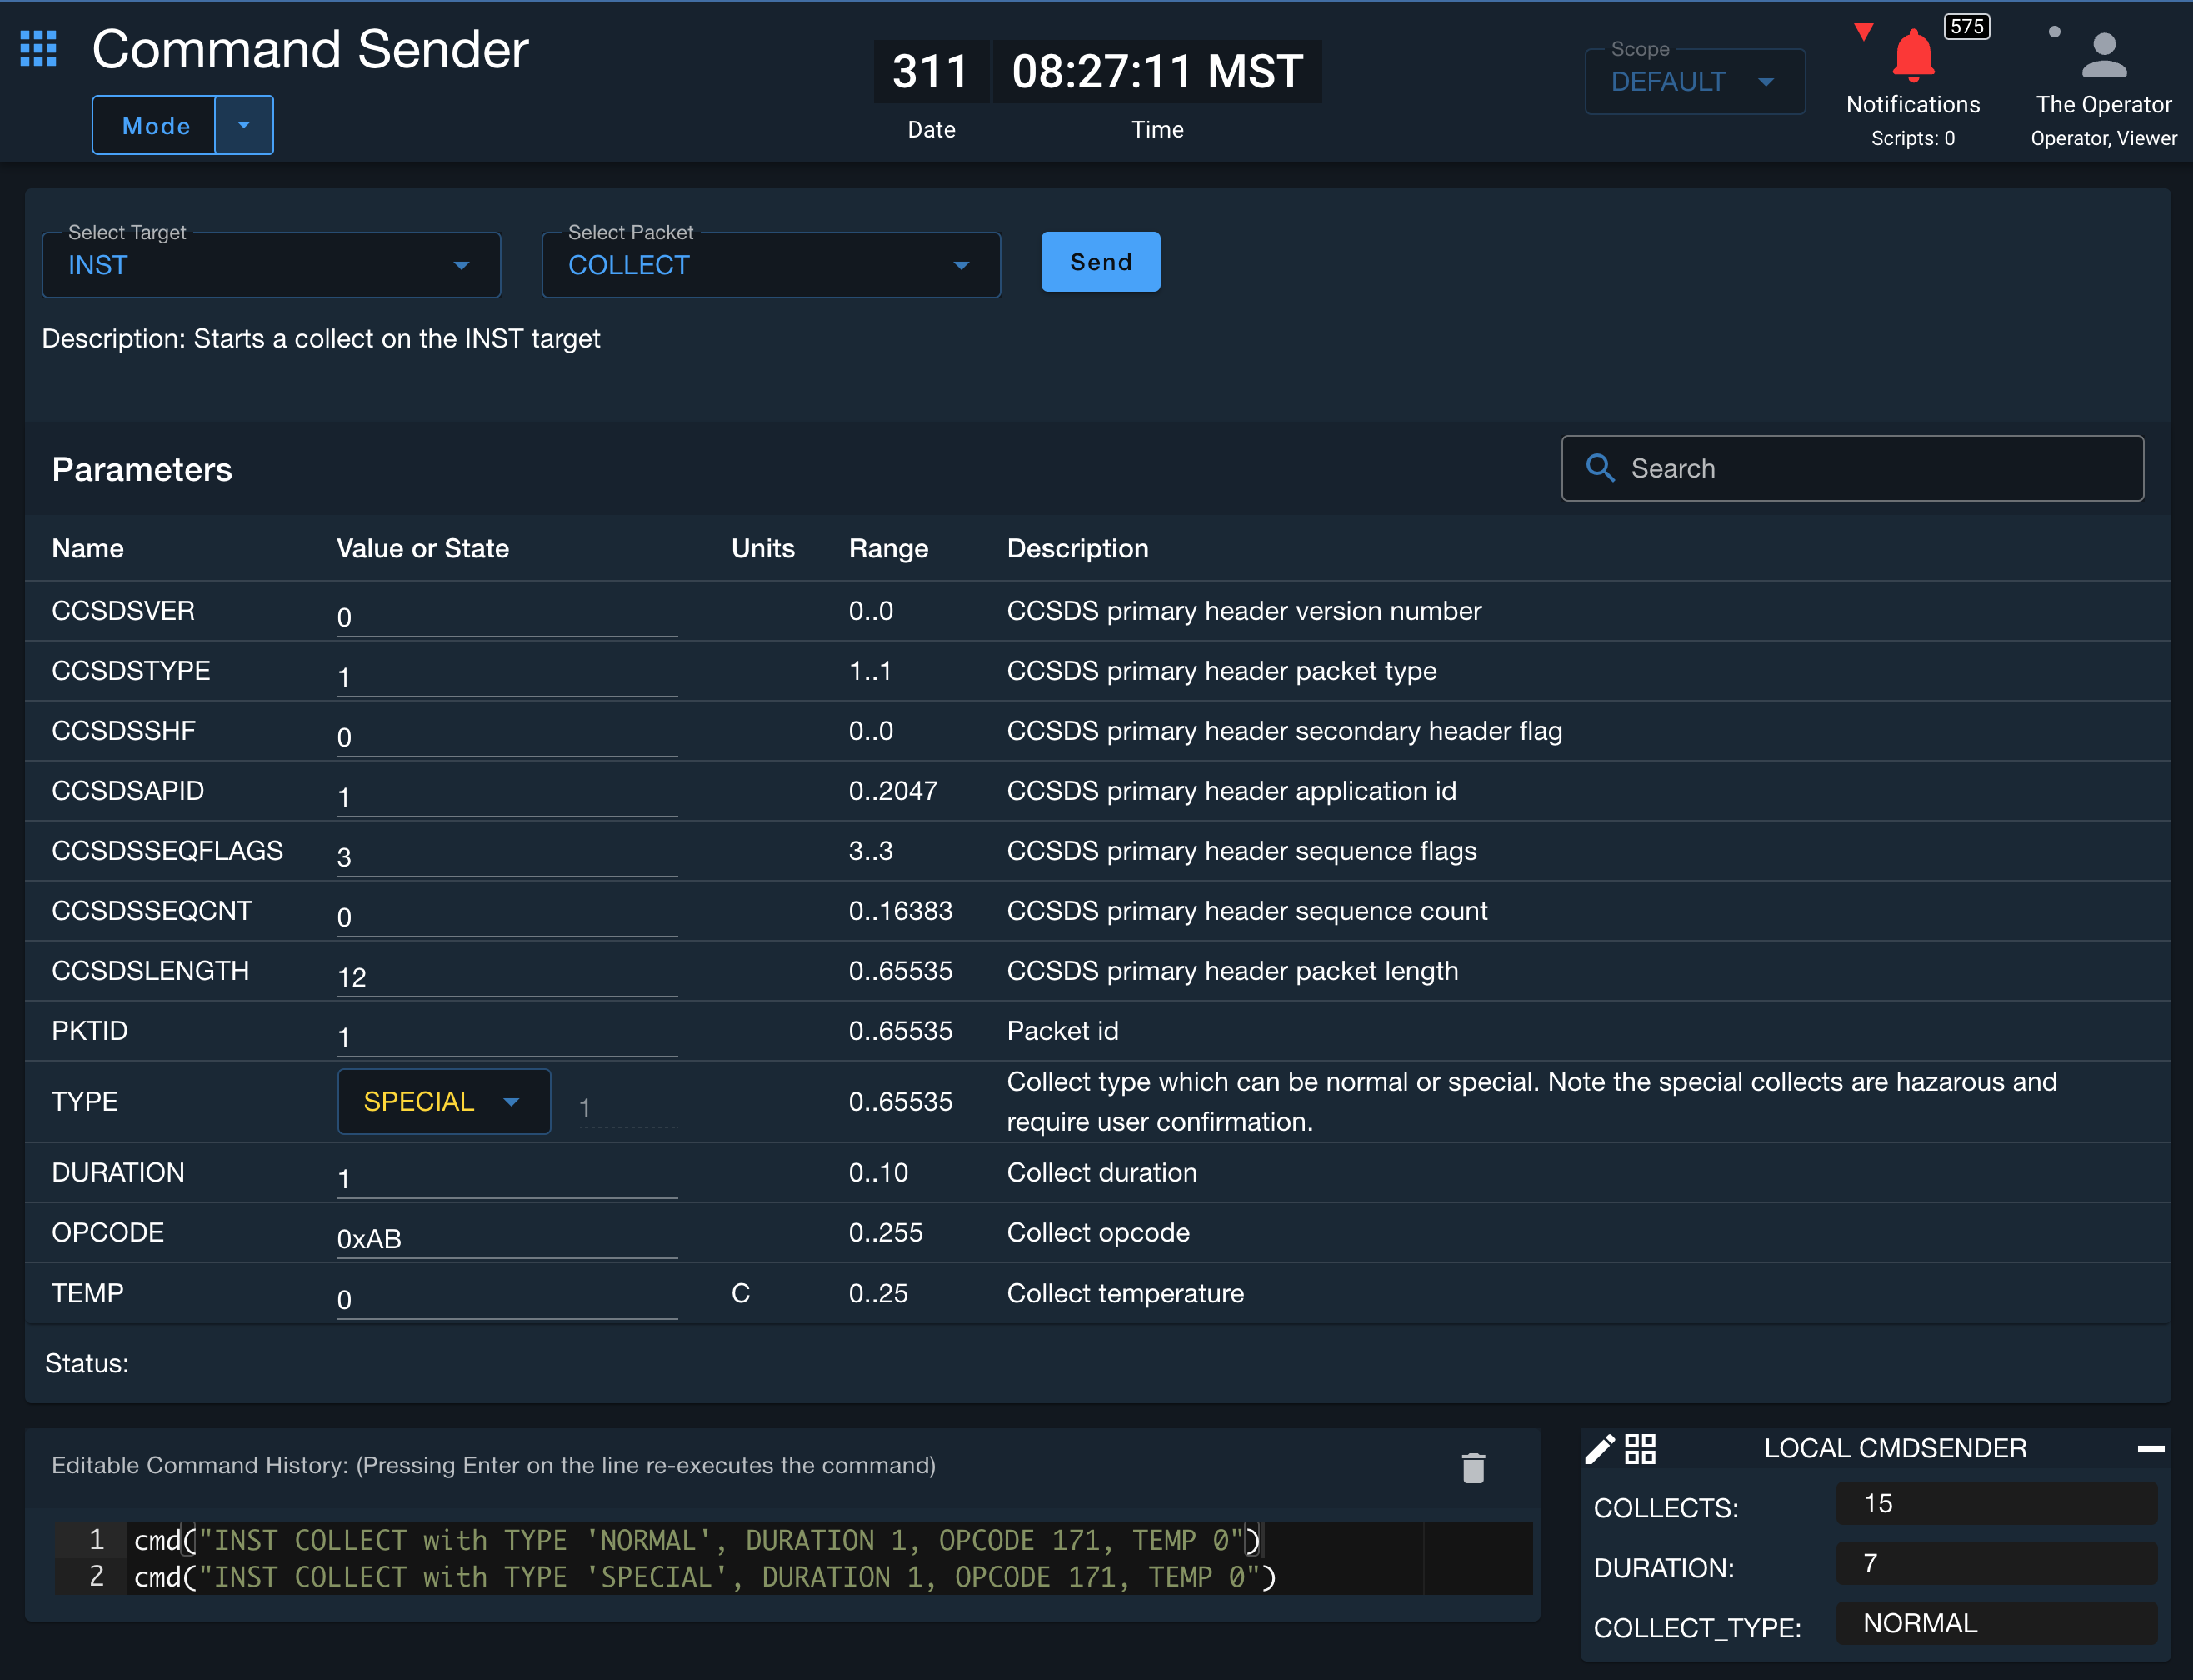 Command Sender
Mode
311 08:27:11 MST
Date Time
Scope
DEFAULT
575
Notifications
Scripts: 0
The Operator
Operator, Viewer
Select Target
INST
Select Packet
COLLECT
Send
Description: Starts a collect on the INST target
Parameters
Search
Name Value or State Units Range Description
CCSDSVER 0 0..0 CCSDS primary header version number
CCSDSTYPE 1 1..1 CCSDS primary header packet type
CCSDSSHF 0 0..0 CCSDS primary header secondary header flag
CCSDSAPID 1 0..2047 CCSDS primary header application id
CCSDSSEQFLAGS 3 3..3 CCSDS primary header sequence flags
CCSDSSEQCNT 0 0..16383 CCSDS primary header sequence count
CCSDSLENGTH 12 0..65535 CCSDS primary header packet length
PKTID 1 0..65535 Packet id
TYPE SPECIAL 1 0..65535 Collect type which can be normal or special. Note the special collects are hazarous and
require user confirmation.
DURATION 1 0..10 Collect duration
OPCODE 0xAB 0..255 Collect opcode
TEMP 0 C 0..25 Collect temperature
Status:
Editable Command History: (Pressing Enter on the line re-executes the command)
1 cmd("INST COLLECT with TYPE 'NORMAL', DURATION 1, OPCODE 171, TEMP 0")
2 cmd("INST COLLECT with TYPE 'SPECIAL', DURATION 1, OPCODE 171, TEMP 0")
LOCAL CMDSENDER
COLLECTS: 15
DURATION: 7
COLLECT_TYPE: NORMAL